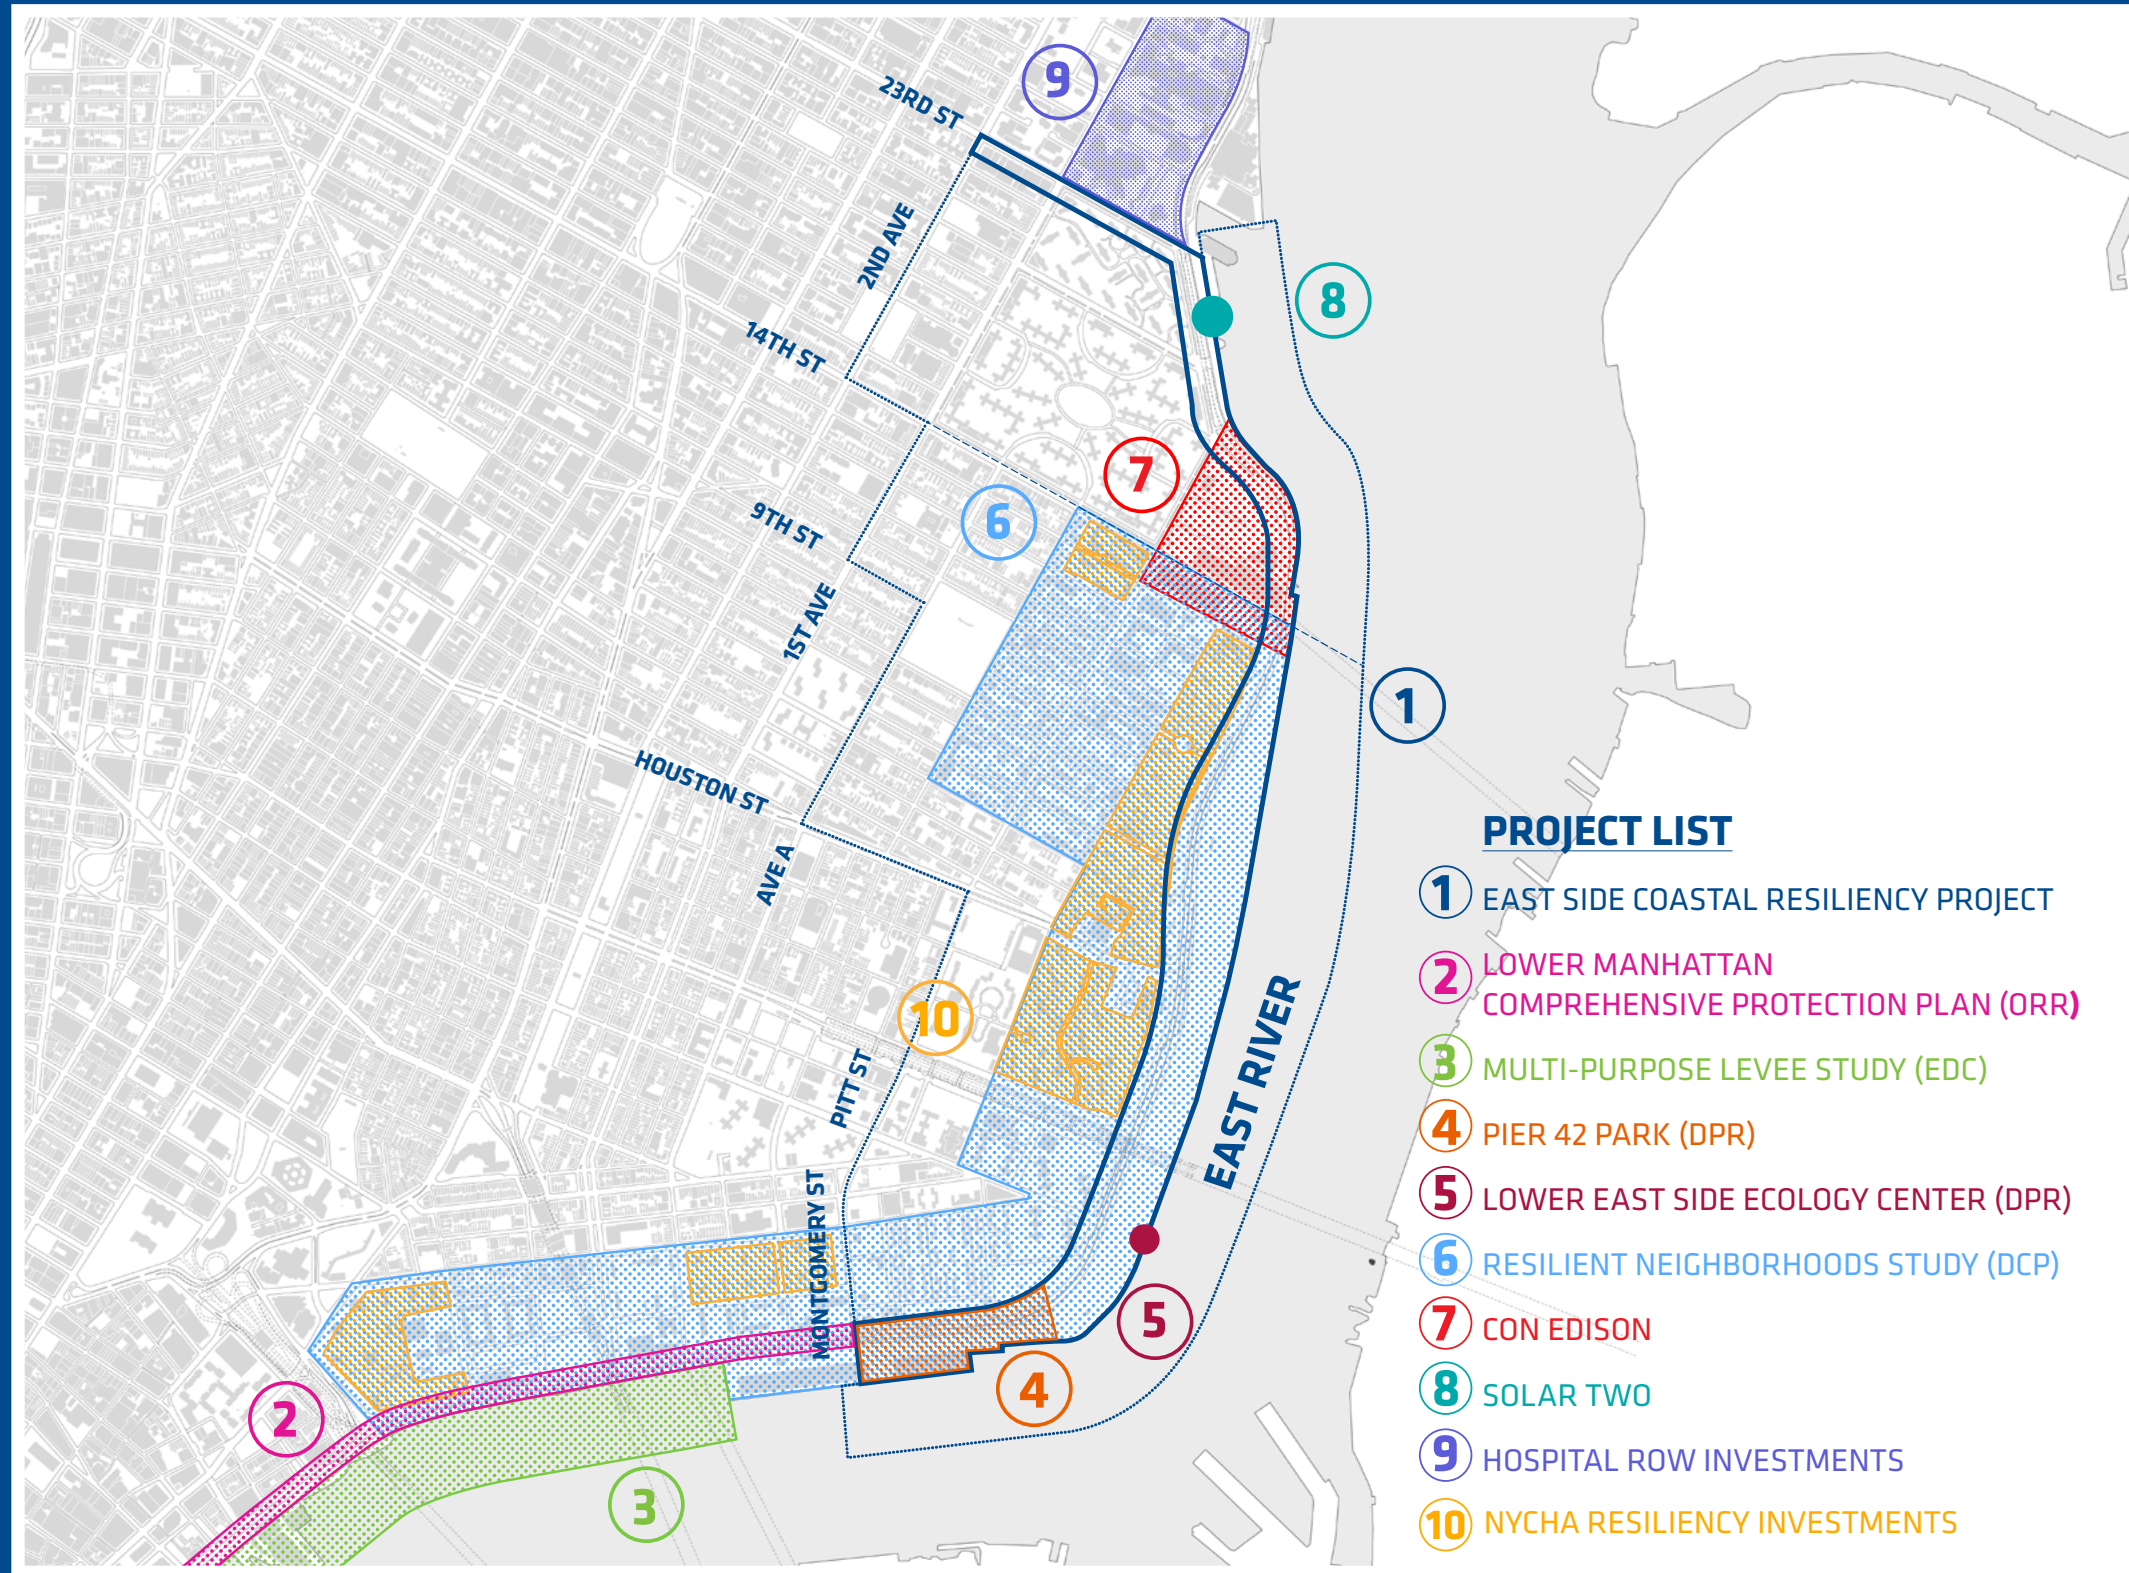 9
23RD ST
2ND AVE
8
14TH ST
7
6
9TH ST
1ST AVE
1
HOUSTON ST
AVE A
10
PITT ST
EAST RIVER
MONTGOMERY ST
5
4
2
3
PROJECT LIST
1 EAST SIDE COASTAL RESILIENCY PROJECT
2 LOWER MANHATTAN
COMPREHENSIVE PROTECTION PLAN (ORR)
3 MULTI-PURPOSE LEVEE STUDY (EDC)
4 PIER 42 PARK (DPR)
5 LOWER EAST SIDE ECOLOGY CENTER (DPR)
6 RESILIENT NEIGHBORHOODS STUDY (DCP)
7 CON EDISON
8 SOLAR TWO
9 HOSPITAL ROW INVESTMENTS
10 NYCHA RESILIENCY INVESTMENTS